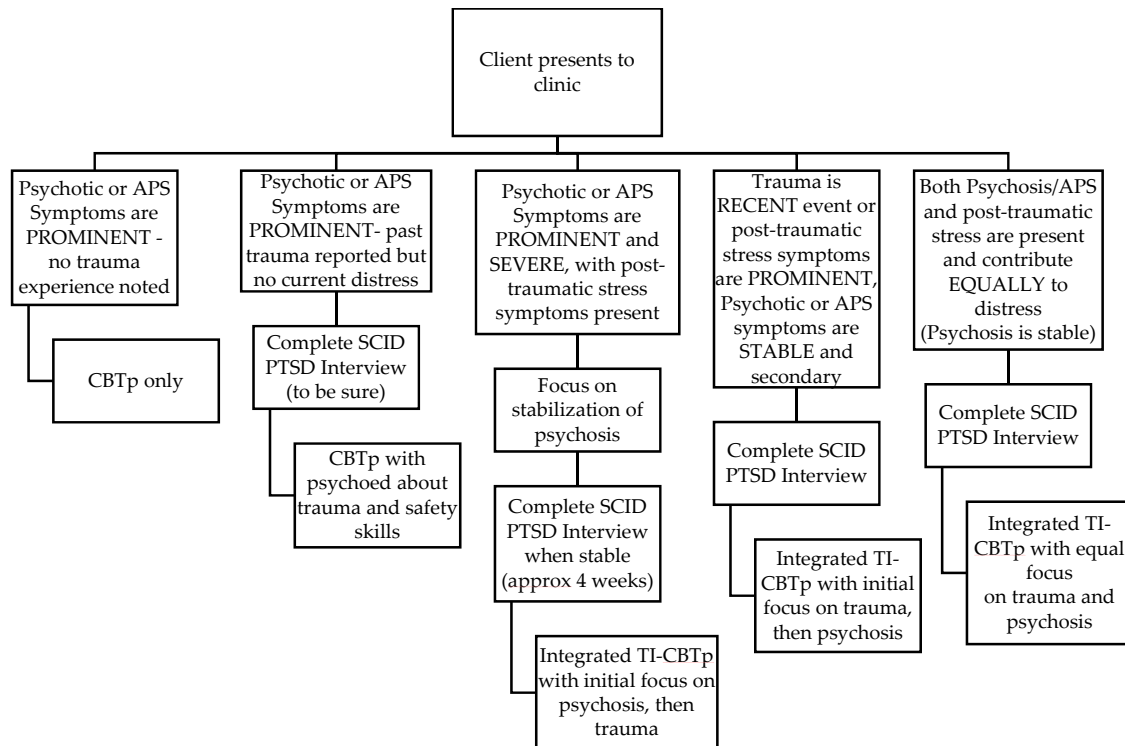 Client presents to
clinic
Psychotic or APS
Symptoms are
PROMINENT -
no trauma
experience noted
CBTp only
Psychotic or APS
Symptoms are
PROMINENT- past
trauma reported but
no current distress
Complete SCID
PTSD Interview
(to be sure)
CBTp with
psychoed about
trauma and safety
skills
Psychotic or APS
Symptoms are
PROMINENT and
SEVERE, with post-
traumatic stress
symptoms present
Focus on
stabilization of
psychosis
Complete SCID
PTSD Interview
when stable
(approx 4 weeks)
Integrated TI-CBTp
with initial focus on
psychosis, then
trauma
Trauma is
RECENT event or
post-traumatic
stress symptoms
are PROMINENT,
Psychotic or APS
symptoms are
STABLE and
secondary
Complete SCID
PTSD Interview
Integrated TI-
CBTp with initial
focus on trauma,
then psychosis
Both Psychosis/APS
and post-traumatic
stress are present
and contribute
EQUALLY to
distress
(Psychosis is stable)
Complete SCID
PTSD Interview
Integrated TI-
CBTp with equal
focus
on trauma and
psychosis